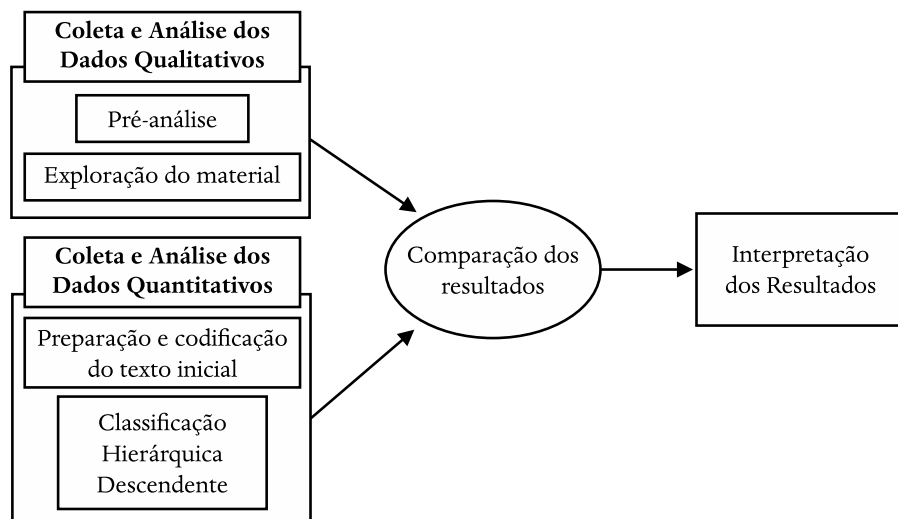 Coleta e Análise dos
Dados Qualitativos
Pré-análise
Exploração do material
Coleta e Análise dos
Dados Quantitativos
Preparação e codificação
do texto inicial
Classificação
Hierárquica
Descendente
Comparação dos
resultados
Interpretação
dos Resultados